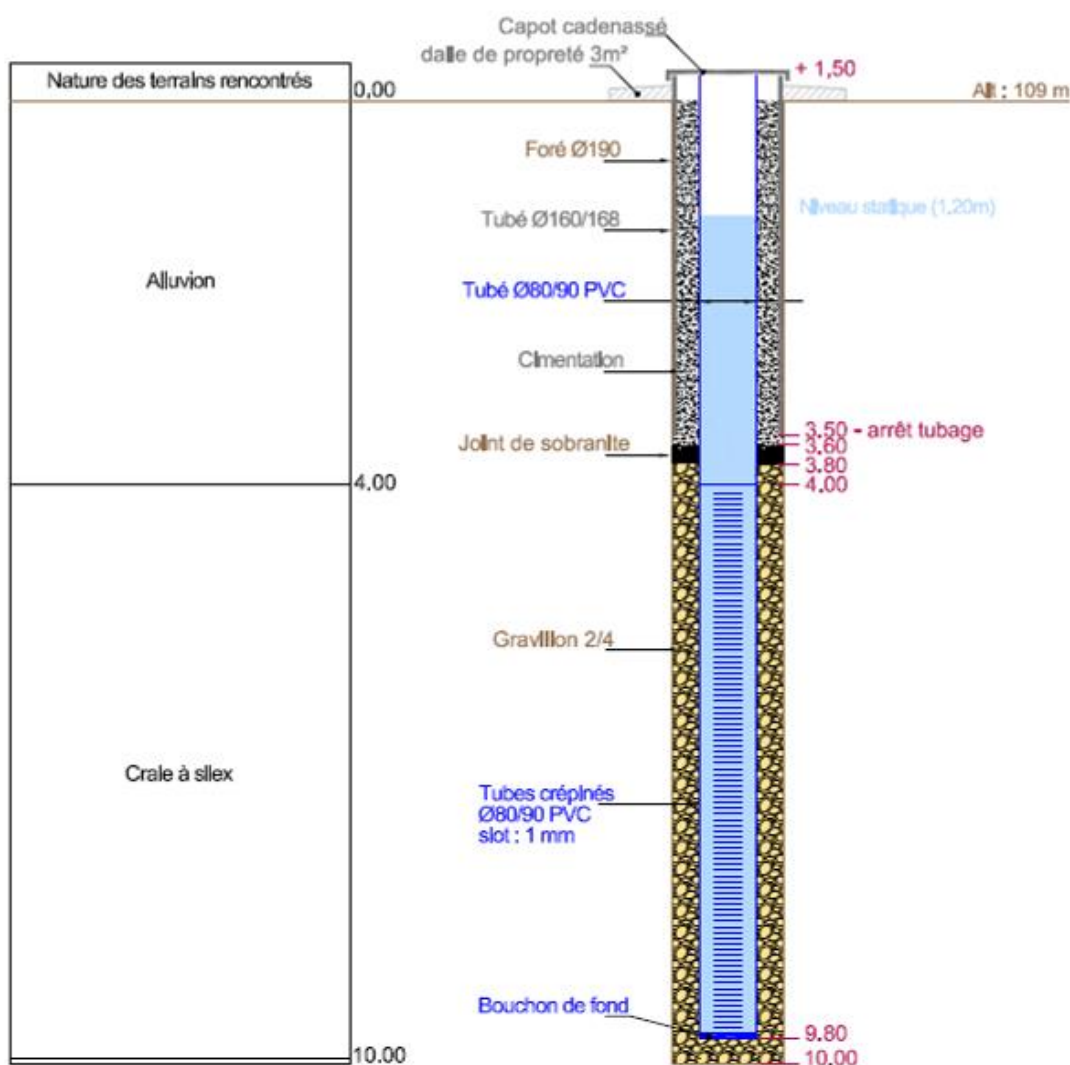 Capot cadenassé
dalle de propreté 3m²
+ 1,50
Nature des terrains rencontrés
0,00
Alt : 109 m
Foré Ø190
Niveau statique (1,20m)
Tubé Ø160/168
Alluvion
Tubé Ø80/90 PVC
Cimentation
3.50 - arrêt tubage
Joint de sobranite
3.60
3.80
4.00
4.00
Gravillon 2/4
Craie à silex
Tubes crépinés
Ø80/90 PVC
slot : 1 mm
Bouchon de fond
9.80
10.00
10.00